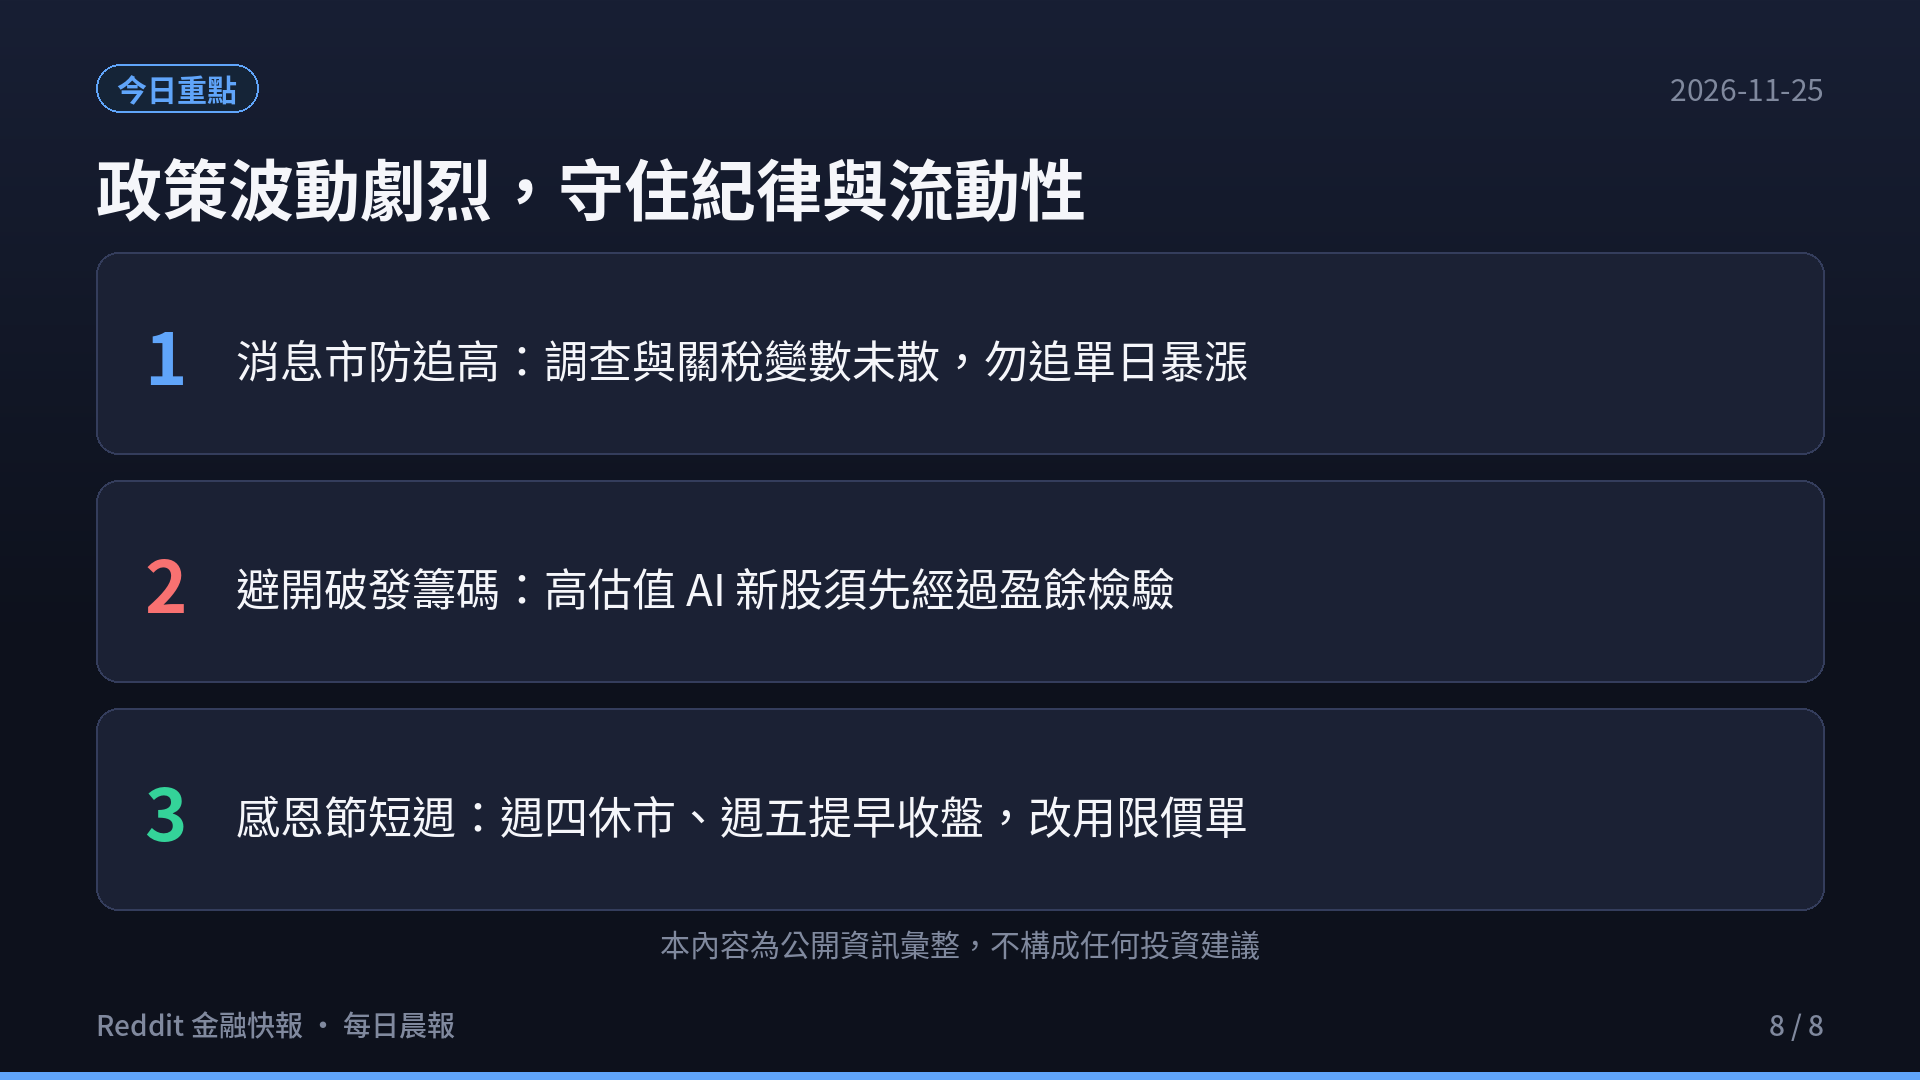 今日重點
2026-11-25
政策波動劇烈，守住紀律與流動性
1 消息市防追高：調查與關稅變數未散，勿追單日暴漲
2 避開破發籌碼：高估值 AI 新股須先經過盈餘檢驗
3 感恩節短週：週四休市、週五提早收盤，改用限價單
本內容為公開資訊彙整，不構成任何投資建議
Reddit 金融快報 · 每日晨報
8 / 8